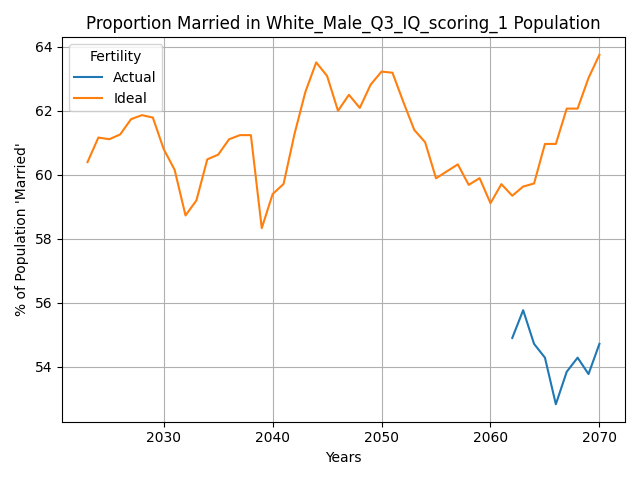 Proportion Married in White_Male_Q3_IQ_scoring_1 Population
Fertility
Actual
Ideal
% of Population 'Married'
64
62
60
58
56
54
2030
2040
2050
2060
2070
Years